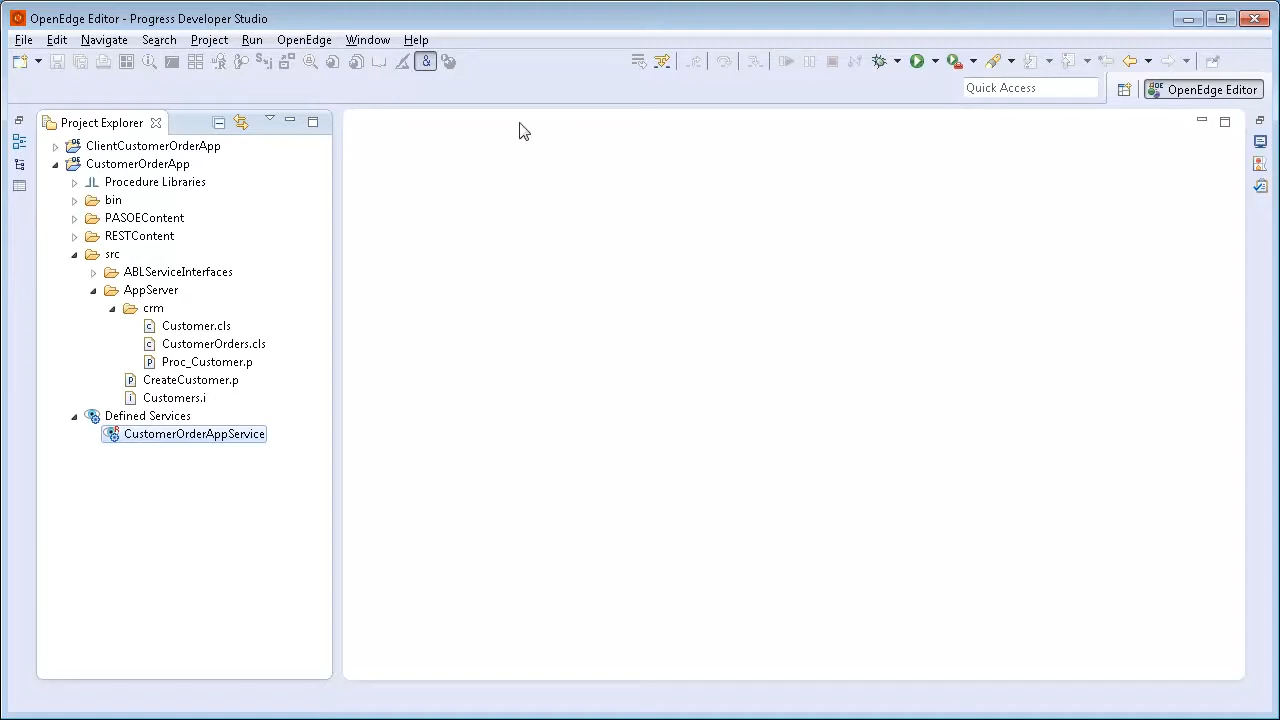 OpenEdge Editor - Progress Developer Studio
File Edit Navigate Search Project Run OpenEdge Window Help
Quick Access
OpenEdge Editor
Project Explorer
ClientCustomerOrderApp
CustomerOrderApp
Procedure Libraries
bin
PASOEContent
RESTContent
src
ABLServiceInterfaces
AppServer
crm
Customer.cls
CustomerOrders.cls
Proc_Customer.p
CreateCustomer.p
Customers.i
Defined Services
CustomerOrderAppService